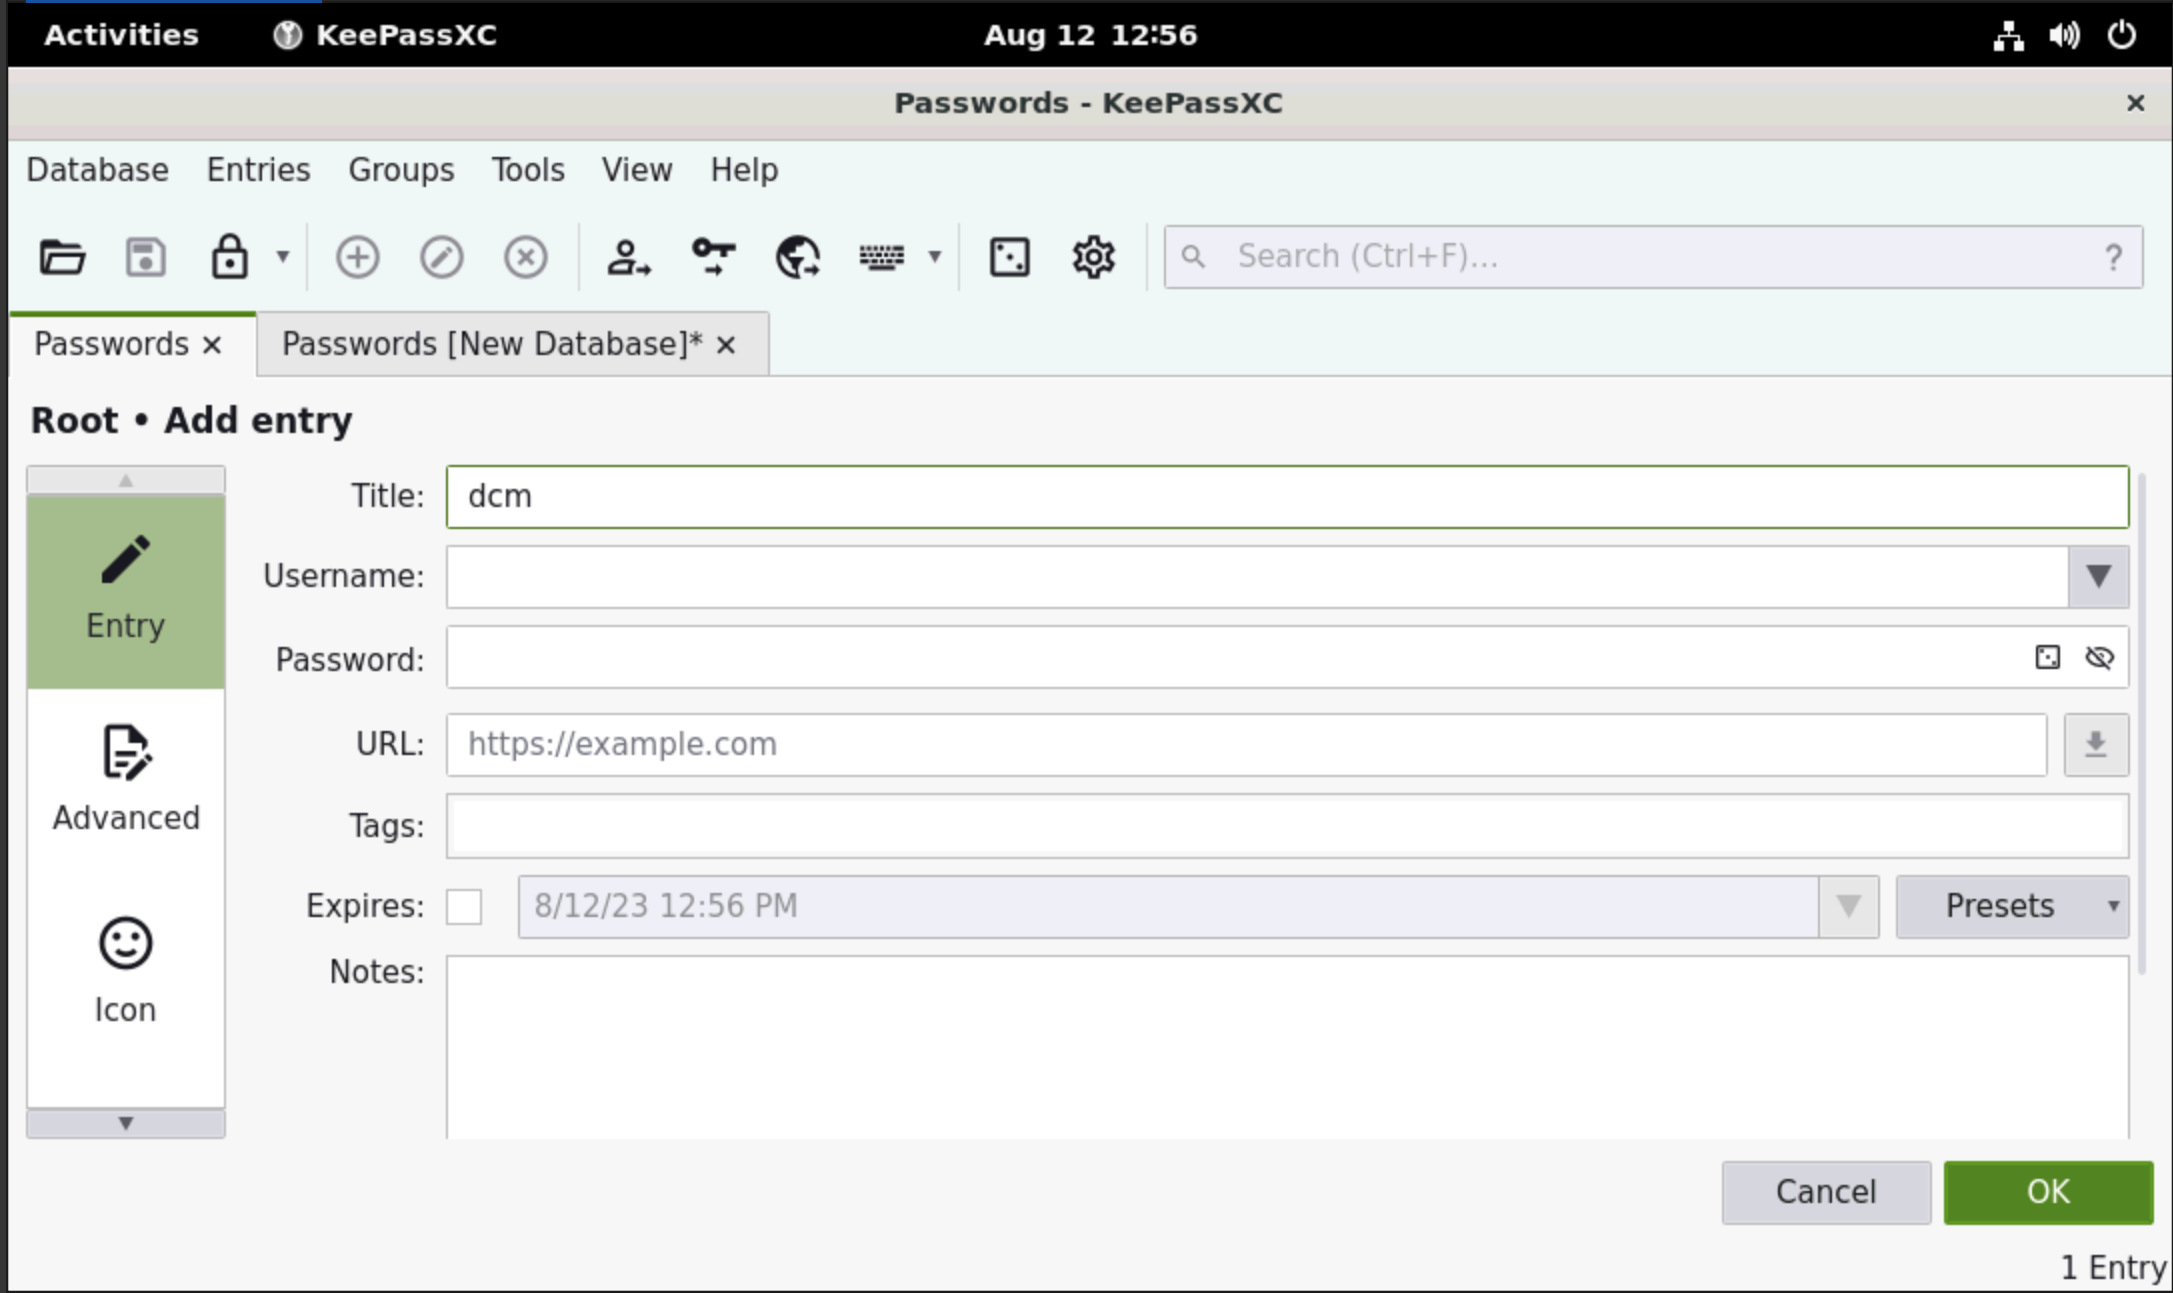 Activities KeePassXC Aug 12 12:56
Passwords - KeePassXC
Database Entries Groups Tools View Help
Search (Ctrl+F)... ?
Passwords Passwords [New Database]*
Root • Add entry
Title: dcm
Username:
Entry
Password:
URL: https://example.com
Advanced
Tags:
Expires: 8/12/23 12:56 PM Presets
Notes:
Icon
Cancel OK
1 Entry